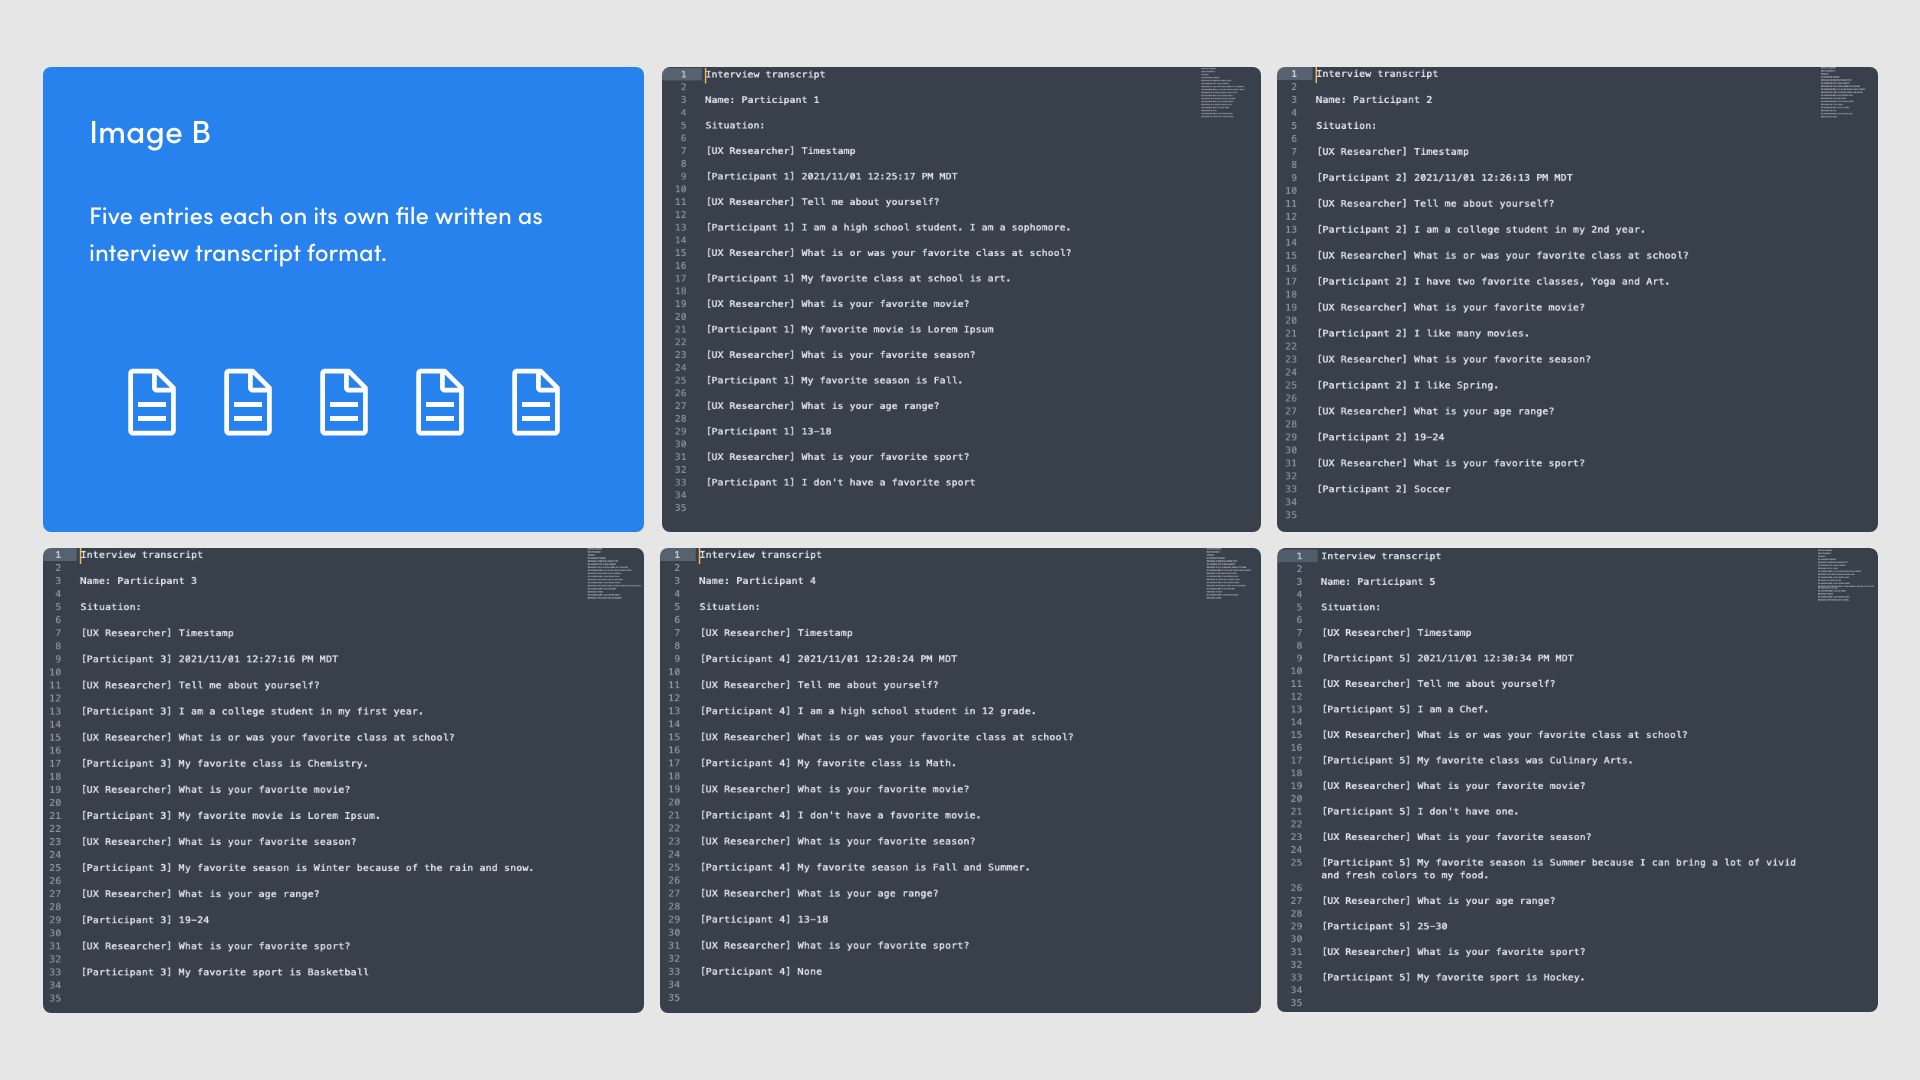 Image B
Five entries each on its own file written as
interview transcript format.
1 Interview transcript
2
3 Name: Participant 1
4
5 Situation:
6
7 [UX Researcher] Timestamp
8
9 [Participant 1] 2021/11/01 12:25:17 PM MDT
10
11 [UX Researcher] Tell me about yourself?
12
13 [Participant 1] I am a high school student. I am a sophomore.
14
15 [UX Researcher] What is or was your favorite class at school?
16
17 [Participant 1] My favorite class at school is art.
18
19 [UX Researcher] What is your favorite movie?
20
21 [Participant 1] My favorite movie is Lorem Ipsum
22
23 [UX Researcher] What is your favorite season?
24
25 [Participant 1] My favorite season is Fall.
26
27 [UX Researcher] What is your age range?
28
29 [Participant 1] 13–18
30
31 [UX Researcher] What is your favorite sport?
32
33 [Participant 1] I don't have a favorite sport
34
35
1 Interview transcript
2
3 Name: Participant 2
4
5 Situation:
6
7 [UX Researcher] Timestamp
8
9 [Participant 2] 2021/11/01 12:26:13 PM MDT
10
11 [UX Researcher] Tell me about yourself?
12
13 [Participant 2] I am a college student in my 2nd year.
14
15 [UX Researcher] What is or was your favorite class at school?
16
17 [Participant 2] I have two favorite classes, Yoga and Art.
18
19 [UX Researcher] What is your favorite movie?
20
21 [Participant 2] I like many movies.
22
23 [UX Researcher] What is your favorite season?
24
25 [Participant 2] I like Spring.
26
27 [UX Researcher] What is your age range?
28
29 [Participant 2] 19–24
30
31 [UX Researcher] What is your favorite sport?
32
33 [Participant 2] Soccer
34
35
1 Interview transcript
2
3 Name: Participant 3
4
5 Situation:
6
7 [UX Researcher] Timestamp
8
9 [Participant 3] 2021/11/01 12:27:16 PM MDT
10
11 [UX Researcher] Tell me about yourself?
12
13 [Participant 3] I am a college student in my first year.
14
15 [UX Researcher] What is or was your favorite class at school?
16
17 [Participant 3] My favorite class is Chemistry.
18
19 [UX Researcher] What is your favorite movie?
20
21 [Participant 3] My favorite movie is Lorem Ipsum.
22
23 [UX Researcher] What is your favorite season?
24
25 [Participant 3] My favorite season is Winter because of the rain and snow.
26
27 [UX Researcher] What is your age range?
28
29 [Participant 3] 19–24
30
31 [UX Researcher] What is your favorite sport?
32
33 [Participant 3] My favorite sport is Basketball
34
35
1 Interview transcript
2
3 Name: Participant 4
4
5 Situation:
6
7 [UX Researcher] Timestamp
8
9 [Participant 4] 2021/11/01 12:28:24 PM MDT
10
11 [UX Researcher] Tell me about yourself?
12
13 [Participant 4] I am a high school student in 12 grade.
14
15 [UX Researcher] What is or was your favorite class at school?
16
17 [Participant 4] My favorite class is Math.
18
19 [UX Researcher] What is your favorite movie?
20
21 [Participant 4] I don't have a favorite movie.
22
23 [UX Researcher] What is your favorite season?
24
25 [Participant 4] My favorite season is Fall and Summer.
26
27 [UX Researcher] What is your age range?
28
29 [Participant 4] 13–18
30
31 [UX Researcher] What is your favorite sport?
32
33 [Participant 4] None
34
35
1 Interview transcript
2
3 Name: Participant 5
4
5 Situation:
6
7 [UX Researcher] Timestamp
8
9 [Participant 5] 2021/11/01 12:30:34 PM MDT
10
11 [UX Researcher] Tell me about yourself?
12
13 [Participant 5] I am a Chef.
14
15 [UX Researcher] What is or was your favorite class at school?
16
17 [Participant 5] My favorite class was Culinary Arts.
18
19 [UX Researcher] What is your favorite movie?
20
21 [Participant 5] I don't have one.
22
23 [UX Researcher] What is your favorite season?
24
25 [Participant 5] My favorite season is Summer because I can bring a lot of vivid
and fresh colors to my food.
26
27 [UX Researcher] What is your age range?
28
29 [Participant 5] 25–30
30
31 [UX Researcher] What is your favorite sport?
32
33 [Participant 5] My favorite sport is Hockey.
34
35